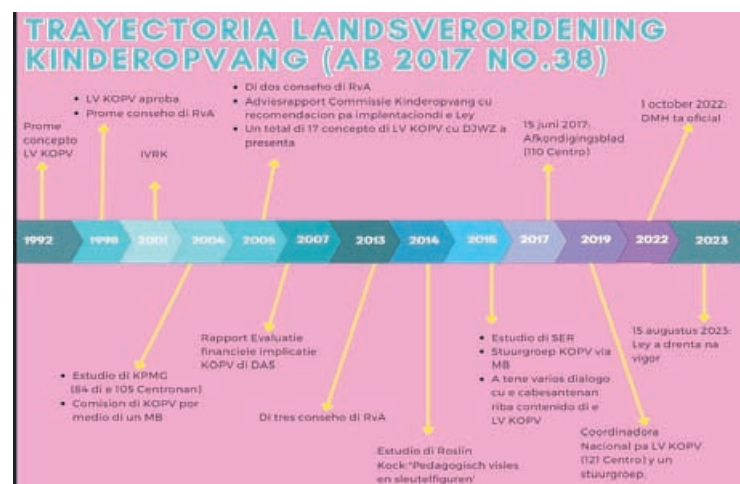 TRAYECTORIA LANDSVERORDENING
KINDEROPVANG (AB 2017 NO.38)
Prome
concepto
LV KOPV
• LV KOPV aproba
• Prome conseho di RvA
IVRK
• Di dos conseho di RvA
• Adviesrapport Commissie Kinderopvang cu
recomendacion pa implentaciondi e Ley
• Un total di 17 concepto di LV KOPV cu DJWZ a
presenta
15 juni 2017:
Afkondigingsblad
(110 Centro)
1 october 2022:
DMH ta oficial
1992
1998
2001
2004
2006
2007
2013
2014
2016
2017
2019
2022
2023
• Estudio di KPMG
(84 di e 105 Centronan)
• Comision di KOPV por
medio di un MB
Rapport Evaluatie
financiele implicatie
KOPV di DAS
Di tres conseho di RvA
Estudio di Roslin
Kock:"Pedagogisch visies
en sleutelfiguren'
• Estudio di SER
• Stuurgroep KOPV via
MB
• A tene varios dialogo
cu e cabesantenan
riba contenido di e
LV KOPV
Coordinadora
Nacional pa LV KOPV
(121 Centro) y un
stuurgroep.
15 augustus 2023:
Ley a drenta na
vigor